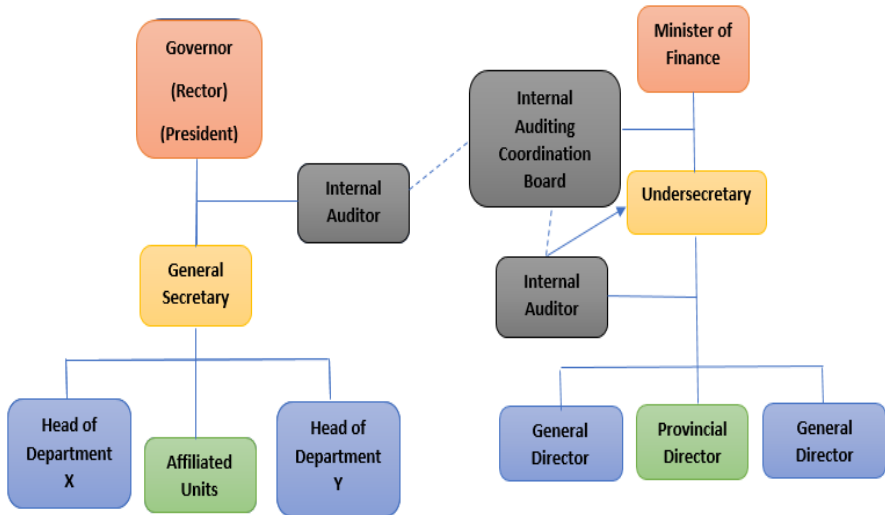 Governor
(Rector)
(President)
Minister of
Finance
Internal
Auditing
Coordination
Board
Internal
Auditor
Undersecretary
General
Secretary
Internal
Auditor
Head of
Department
X
Affiliated
Units
Head of
Department
Y
General
Director
Provincial
Director
General
Director